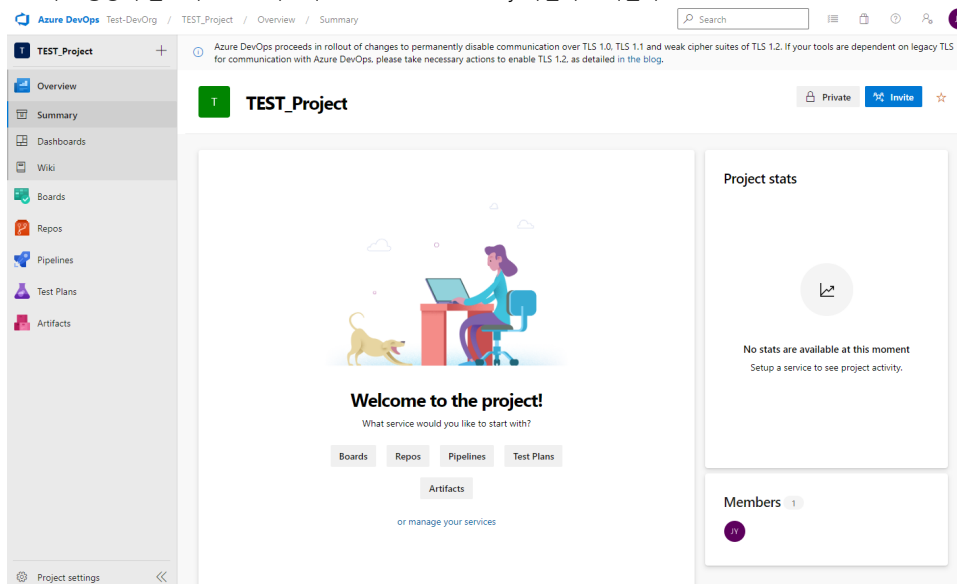 Azure DevOps Test-DevOrg / TEST_Project / Overview / Summary
Search
T TEST_Project
Azure DevOps proceeds in rollout of changes to permanently disable communication over TLS 1.0, TLS 1.1 and weak cipher suites of TLS 1.2. If your tools are dependent on legacy TLS
for communication with Azure DevOps, please take necessary actions to enable TLS 1.2, as detailed in the blog.
Overview
Summary
Dashboards
Wiki
Boards
Repos
Pipelines
Test Plans
Artifacts
T TEST_Project
Private
Invite
Welcome to the project!
What service would you like to start with?
Boards Repos Pipelines Test Plans
Artifacts
or manage your services
Project stats
No stats are available at this moment
Setup a service to see project activity.
Members 1
JY
Project settings